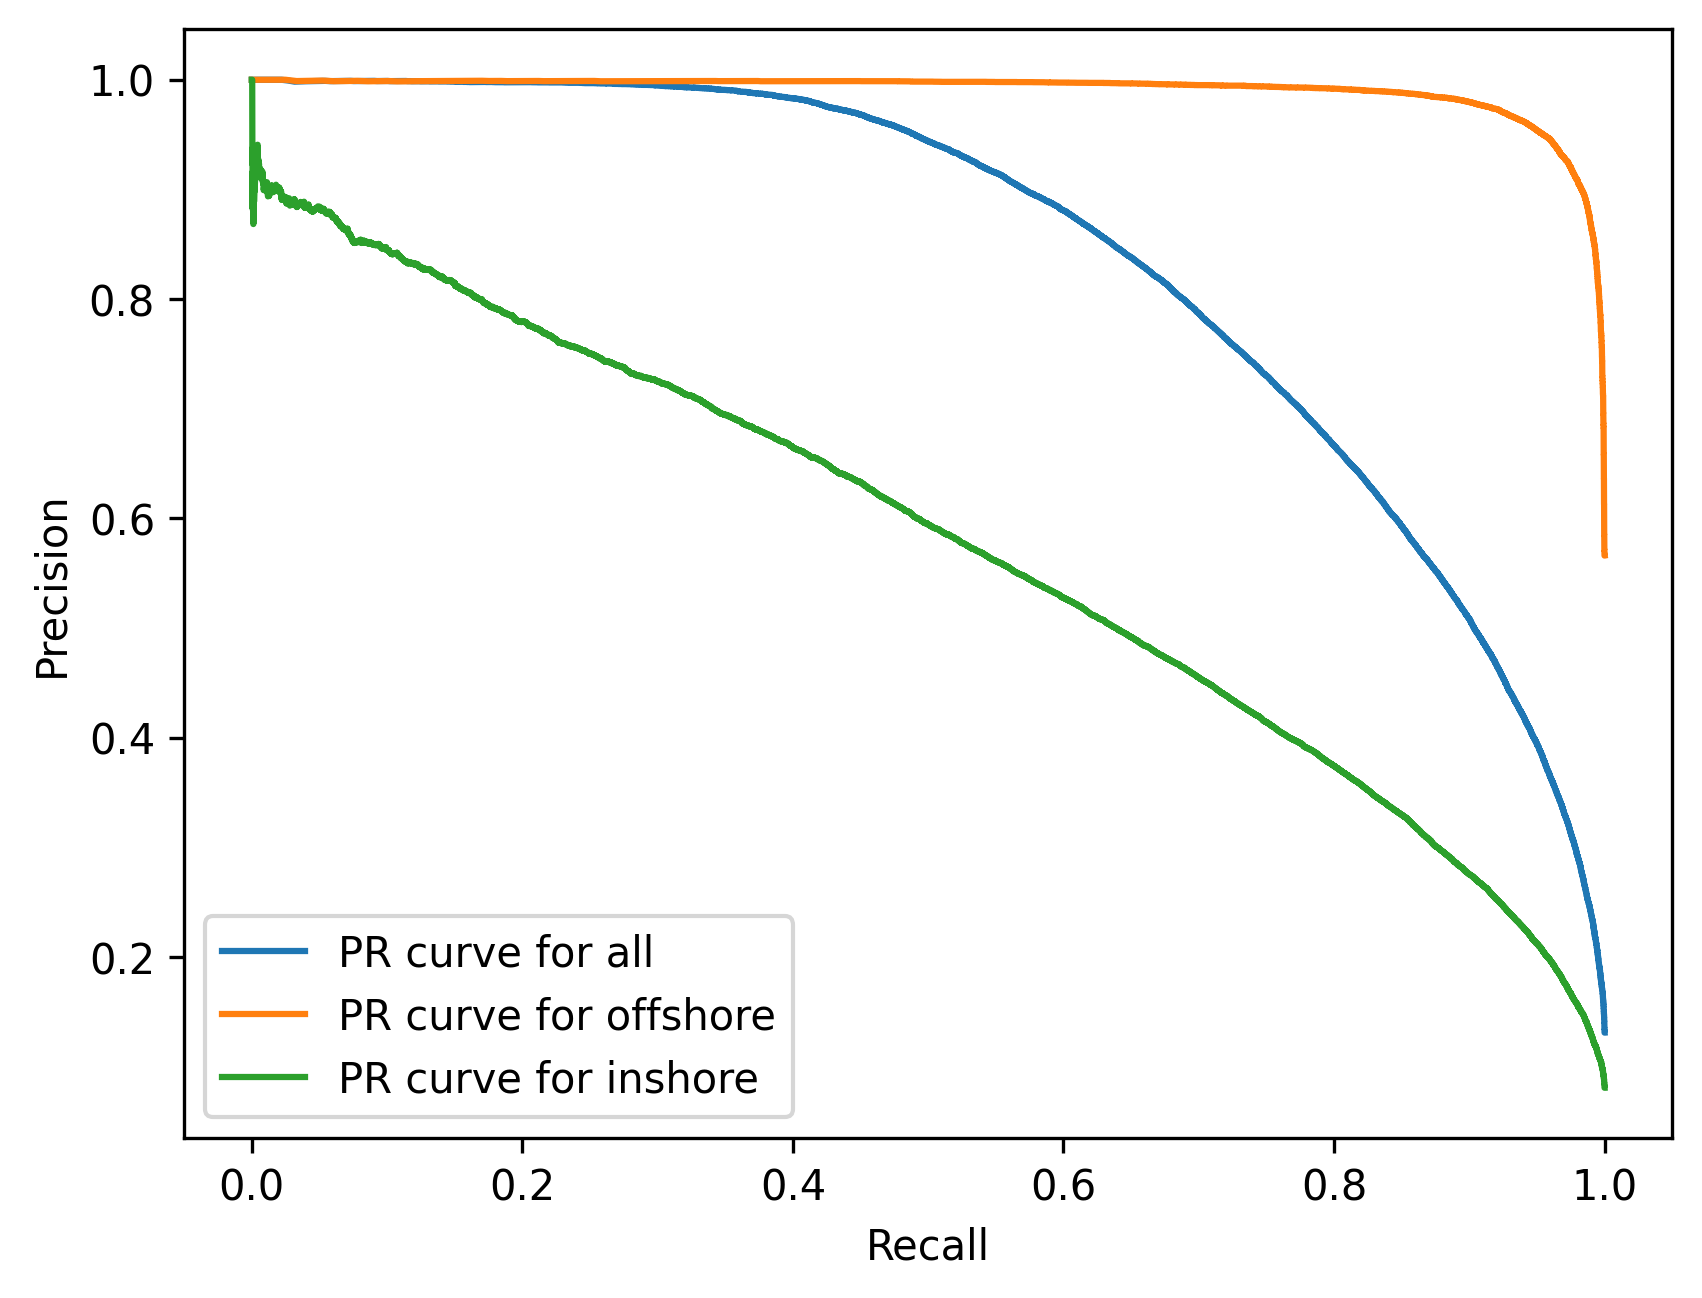 1.0
0.8
0.6
0.4
0.2
Precision
PR curve for all
PR curve for offshore
PR curve for inshore
0.0 0.2 0.4 0.6 0.8 1.0
Recall